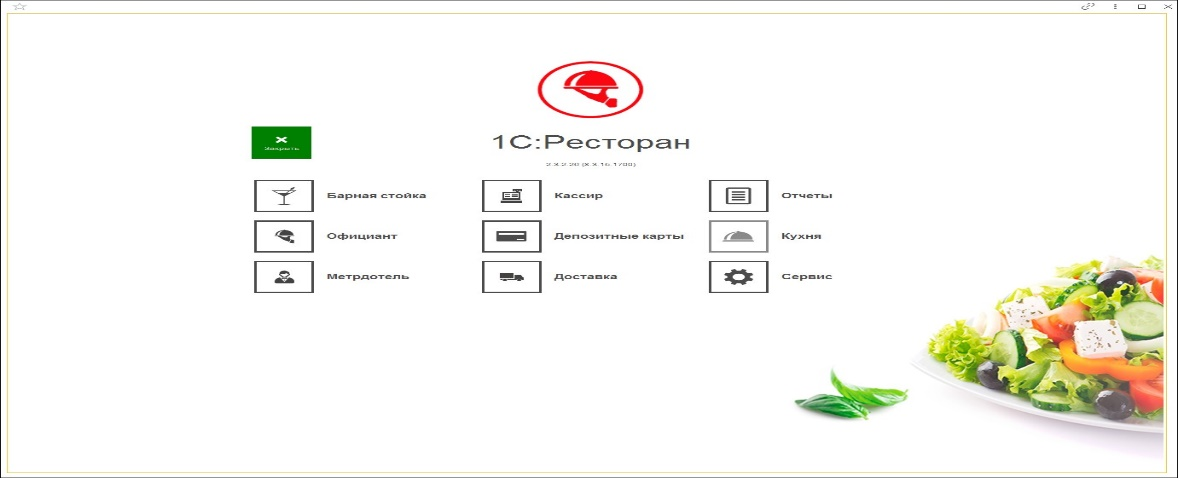 1С:Ресторан
Закрыть
Барная стойка
Кассир
Отчеты
Официант
Депозитные карты
Кухня
Метрдотель
Доставка
Сервис